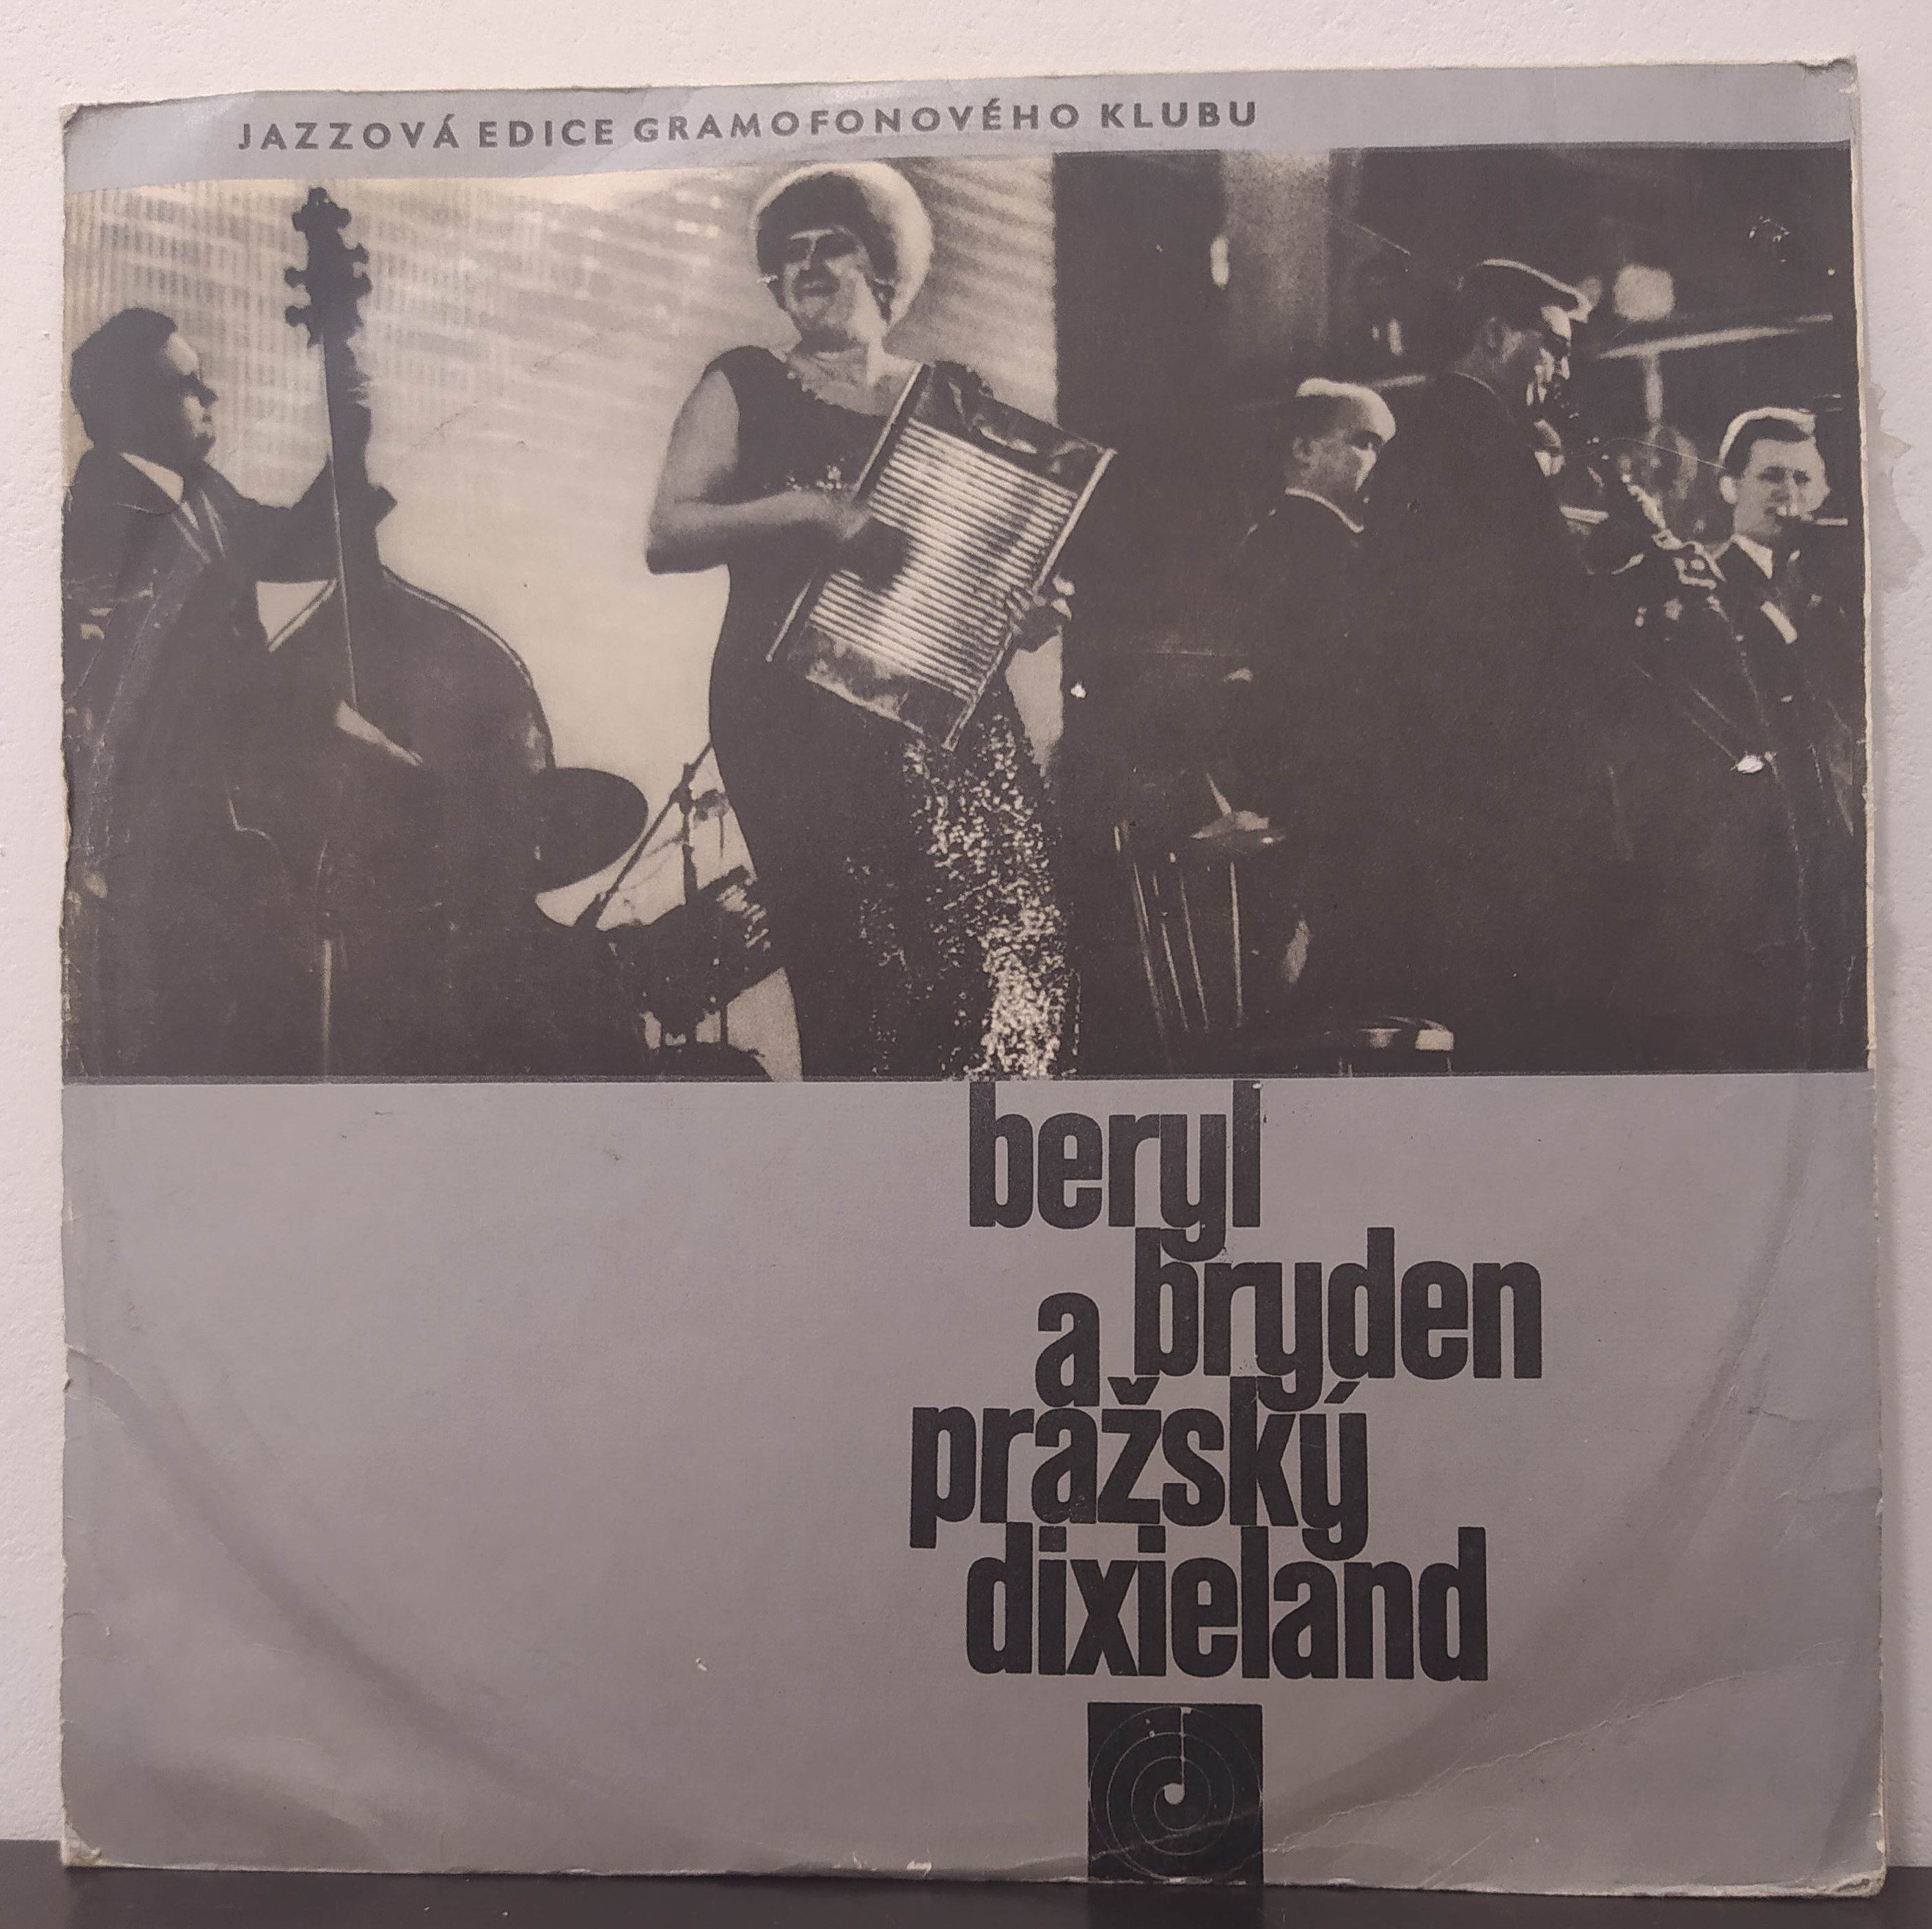 JAZZOVÁ EDICE GRAMOFONOVÉHO KLUBU
beryl
bryden
a
pražský
dixieland